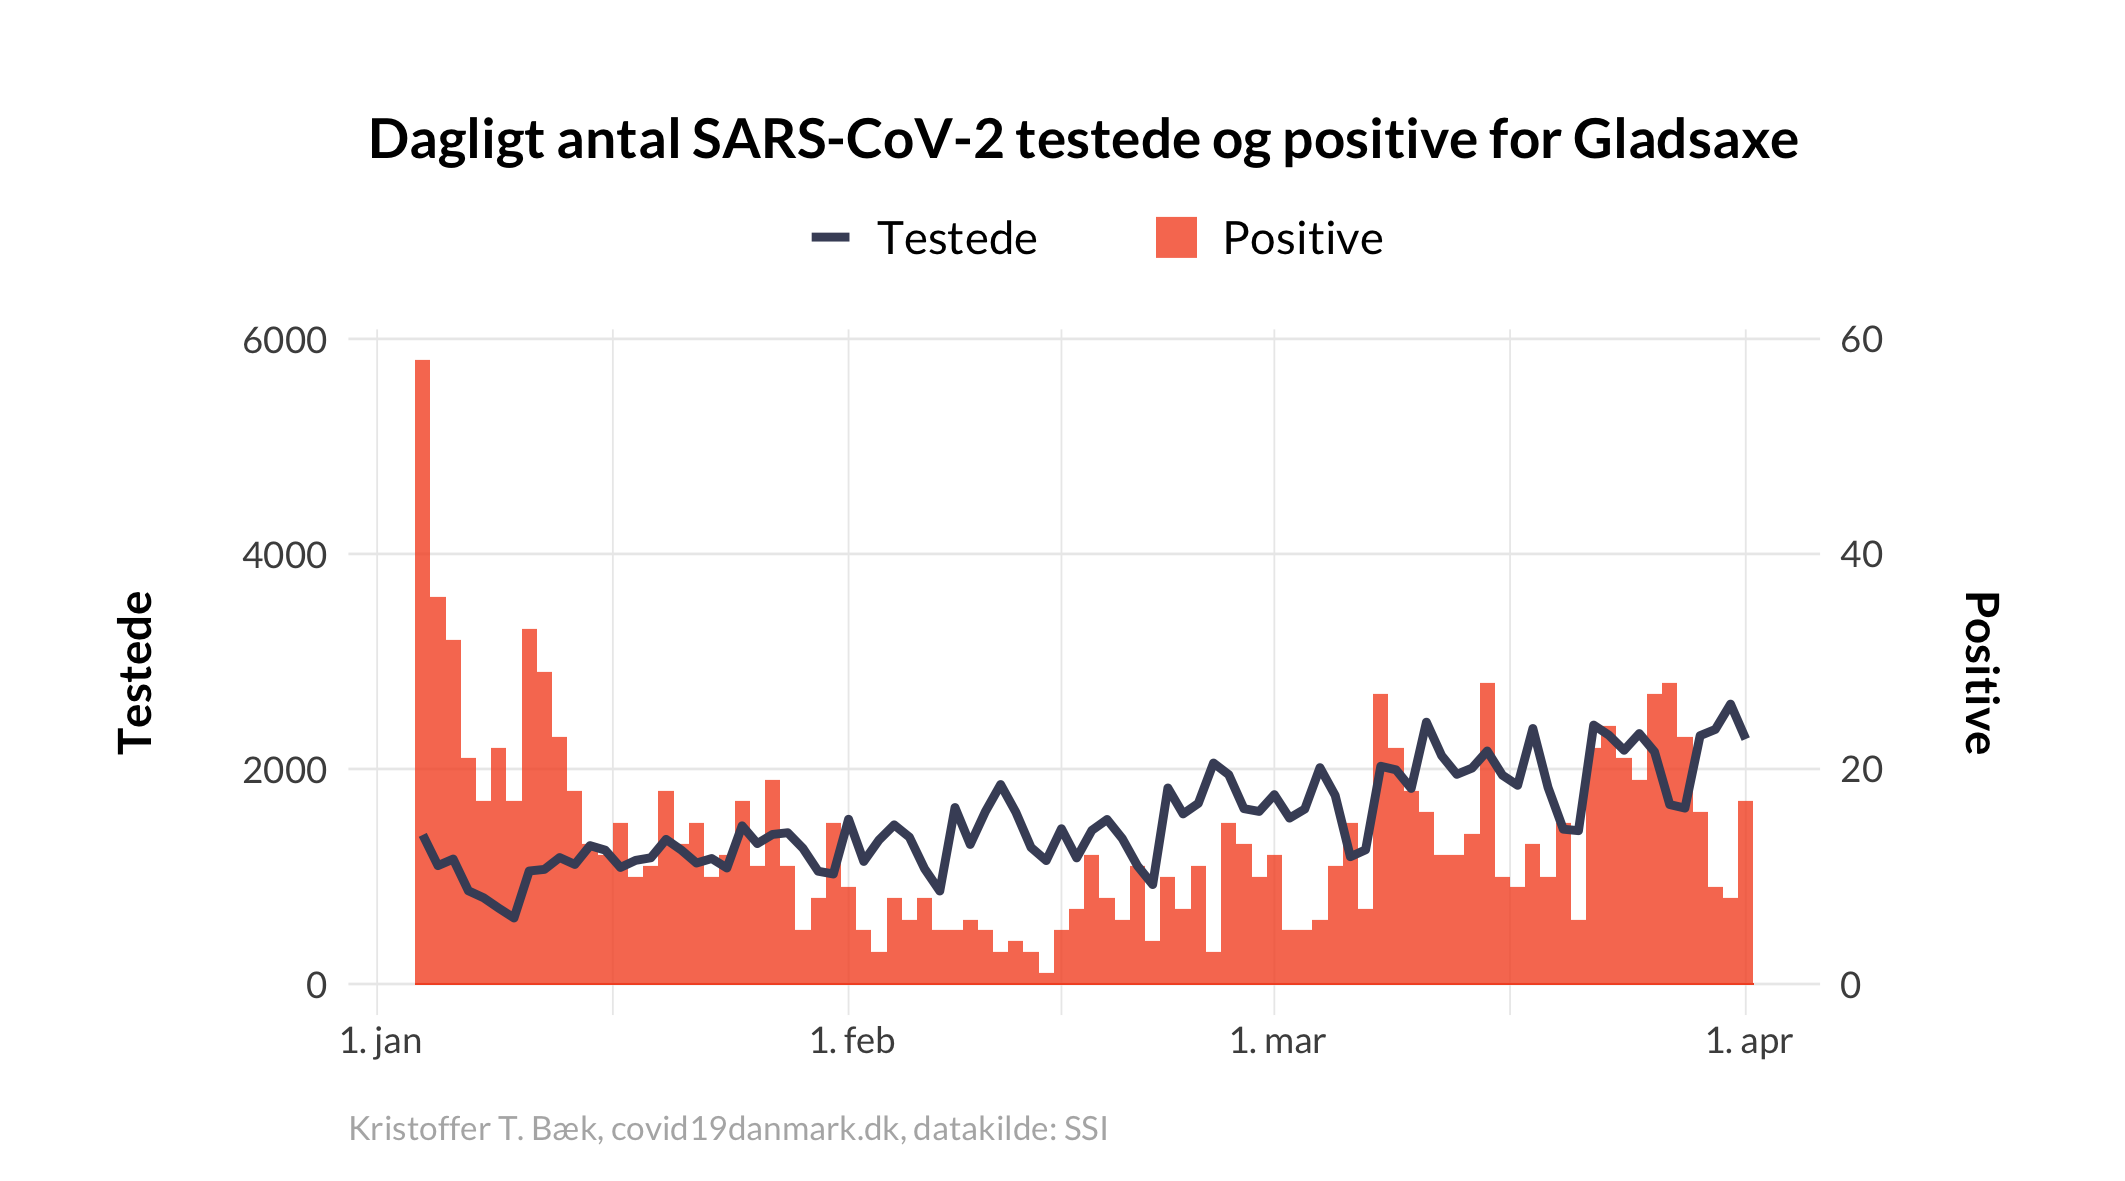 Dagligt antal SARS-CoV-2 testede og positive for Gladsaxe
Testede
Positive
6000
4000
2000
0
60
40
20
0
Testede
Positive
1. jan
1. feb
1. mar
1. apr
Kristoffer T. Bæk, covid19danmark.dk, datakilde: SSI